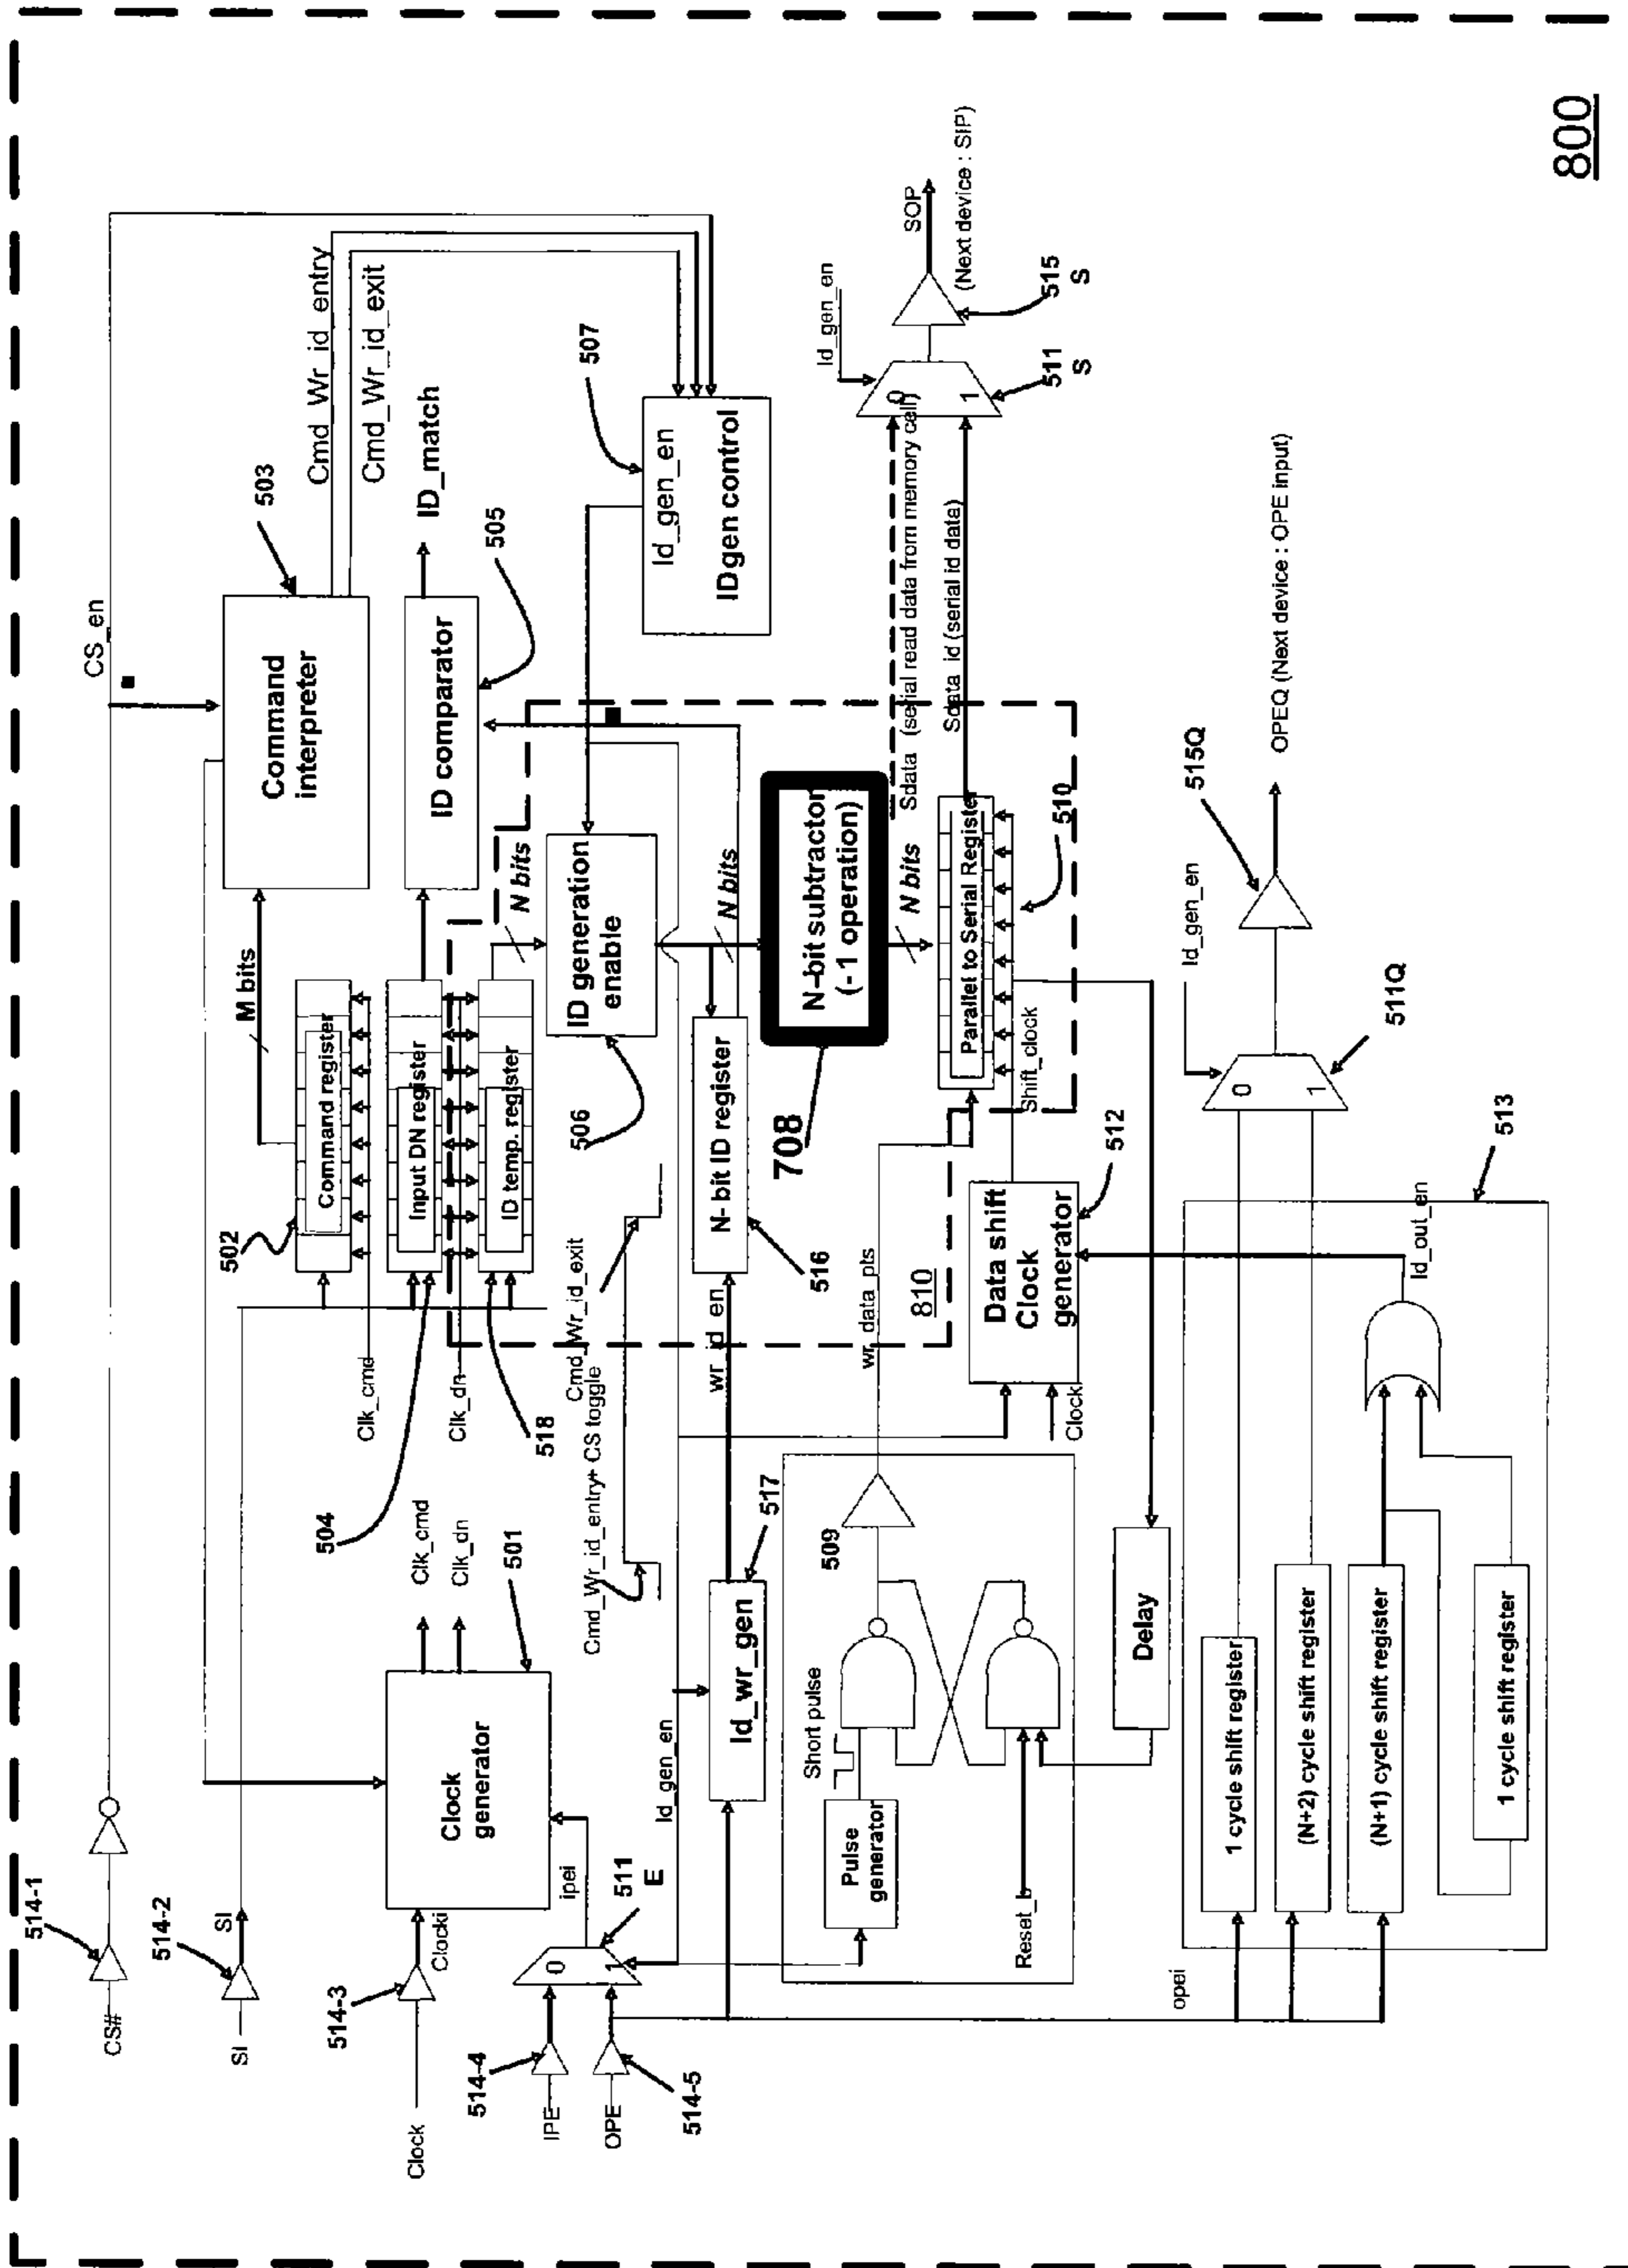 800
CS_en
Cmd_Wr_id_entry
Cmd_Wr_id_exit
503
Command
interpreter
M bits
Command register
502
Clk_cmd
ID_match
505
ID comparator
Input DN register
504
Clk_dn
ID temp. register
518
N bits
ID generation
enable
506
507
Id_gen_en
IDgen control
Cmd_Wr_id_exit
Cmd_Wr_id_entry+ CS toggle
N bits
N- bit ID register
516
wr_id_en
N-bit subtractor
(-1 operation)
708
N bits
Sdata (serial read data from memory cell)
Sdata_id (serial id data)
Id_gen_en
0
1
511
S
515
S
SOP
(Next device : SIP)
Parallel to Serial Register
510
Shift_clock
wr_data_pts
810
Data shift
Clock
generator
512
Clock
514-1
CS#
514-2
SI
SI
514-3
Clock
Clocki
Clock
generator
501
Clk_cmd
Clk_dn
514-4
IPE
514-5
OPE
0
1
511
E
ipei
Id_gen_en
Id_wr_gen
517
509
Short pulse
Pulse
generator
Reset_b
Delay
opei
1 cycle shift register
(N+2) cycle shift register
(N+1) cycle shift register
1 cycle shift register
Id_out_en
513
Id_gen_en
0
1
511Q
515Q
OPEQ (Next device : OPE input)